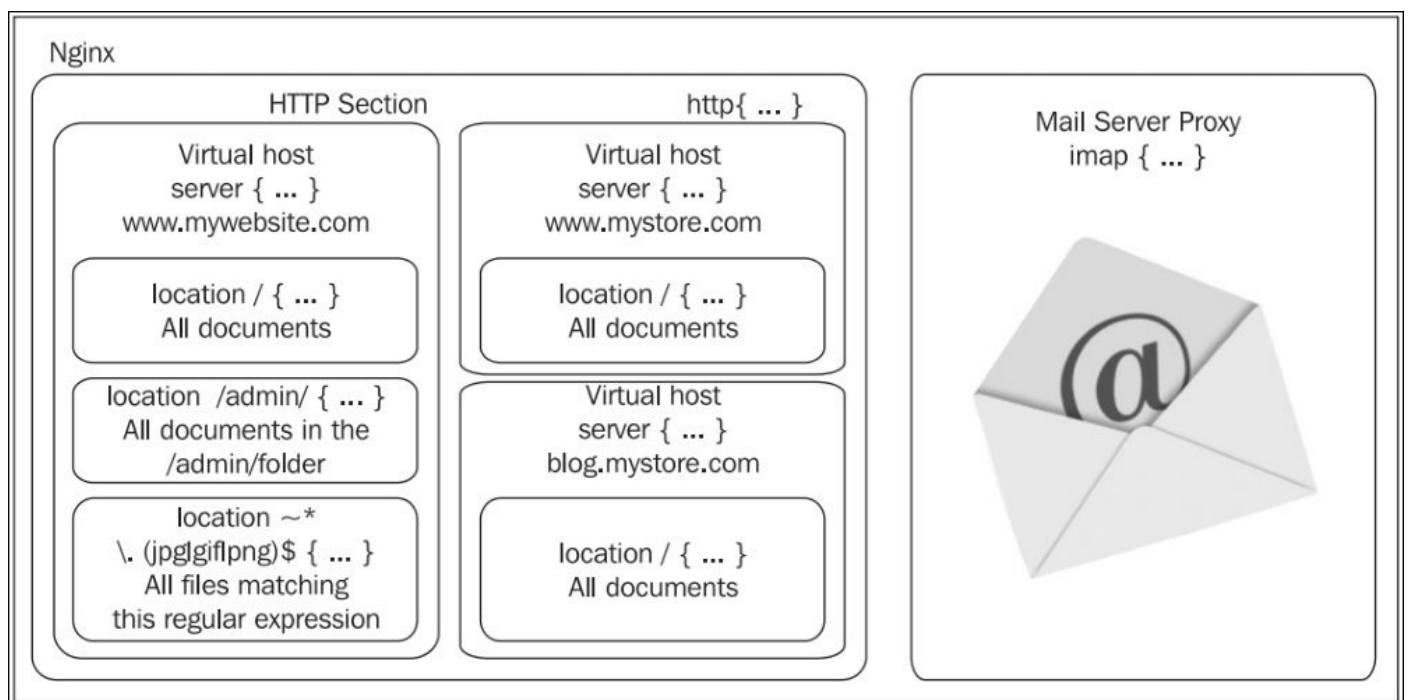 Nginx
HTTP Section
http{ ... }
Virtual host
server { ... }
www.mywebsite.com
location / { ... }
All documents
location /admin/ { ... }
All documents in the
/admin/folder
location ~*
\. (jpg|gif|png)$ { ... }
All files matching
this regular expression
Virtual host
server { ... }
www.mystore.com
location / { ... }
All documents
Virtual host
server { ... }
blog.mystore.com
location / { ... }
All documents
Mail Server Proxy
imap { ... }
@